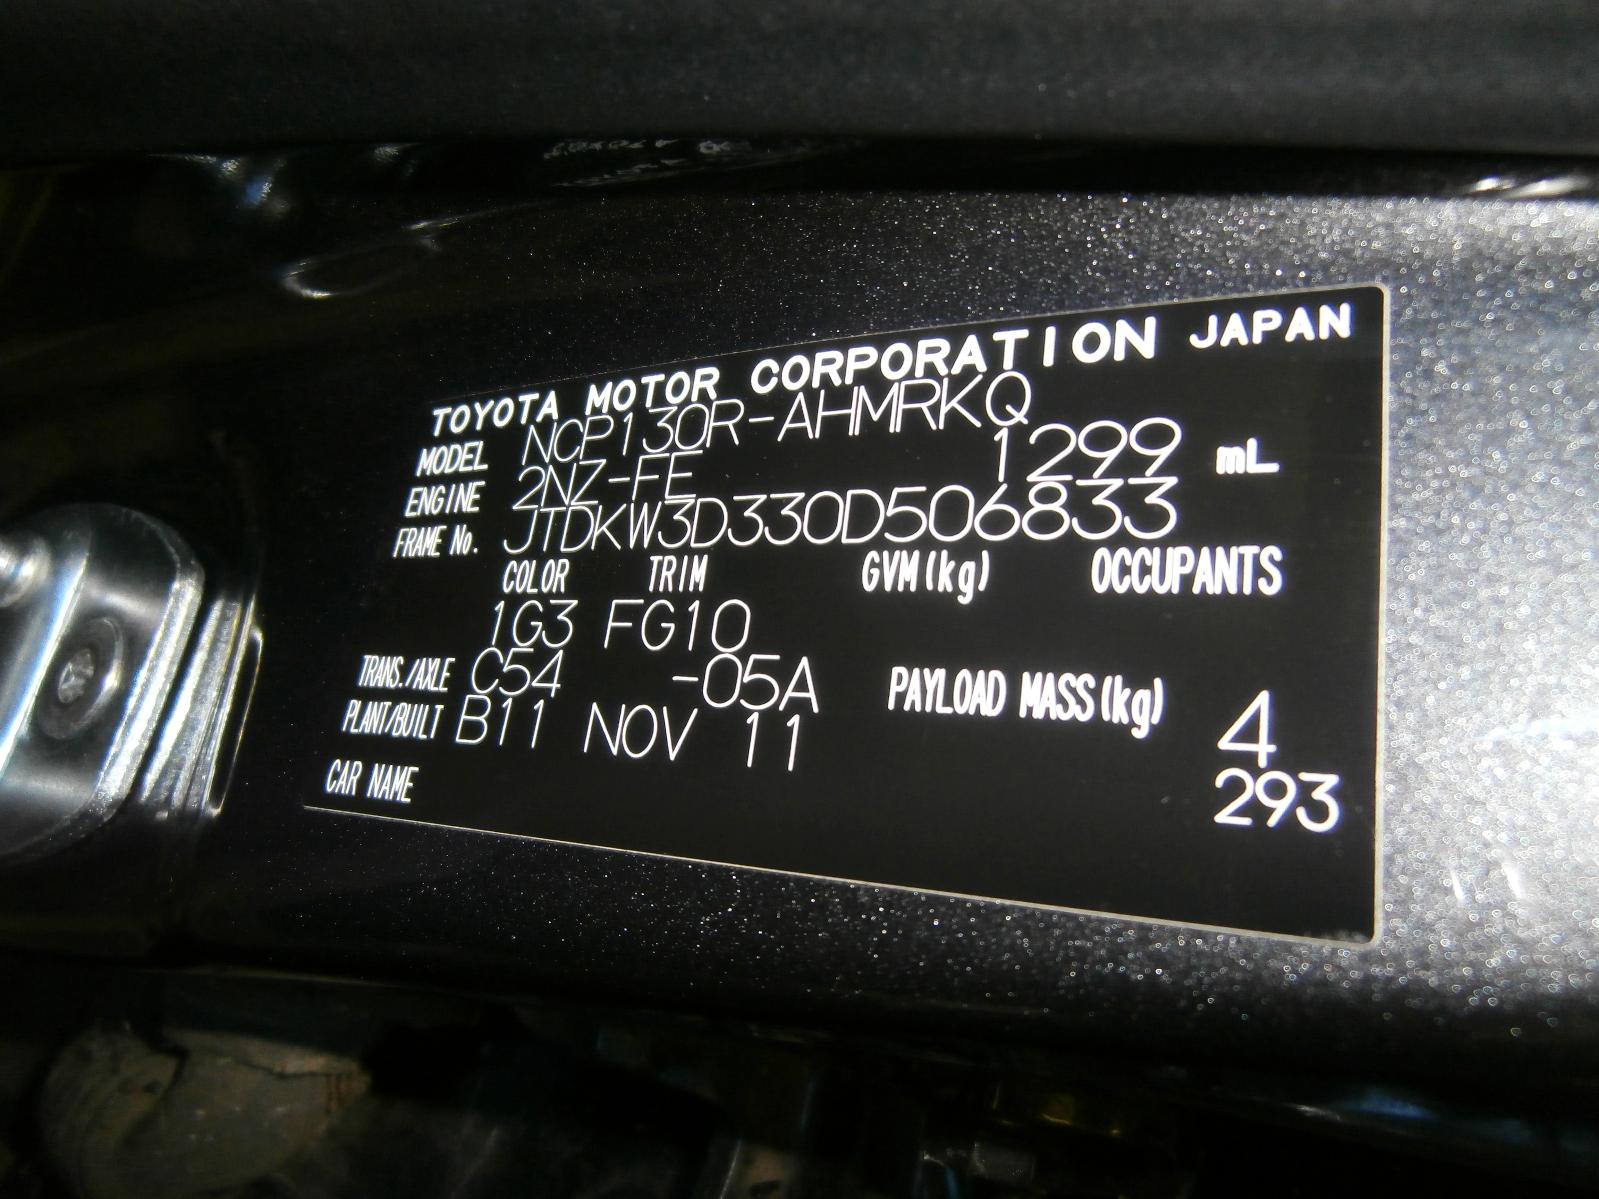 TOYOTA MOTOR CORPORATION JAPAN
MODEL NCP130R-AHMRKQ
ENGINE 2NZ-FE 1299 mL
FRAME No. JTDKW3D330D506833
COLOR TRIM GVM(kg) OCCUPANTS
1G3 FG10
TRANS./AXLE C54 -05A PAYLOAD MASS(kg) 4
PLANT/BUILT B11 NOV 11 293
CAR NAME